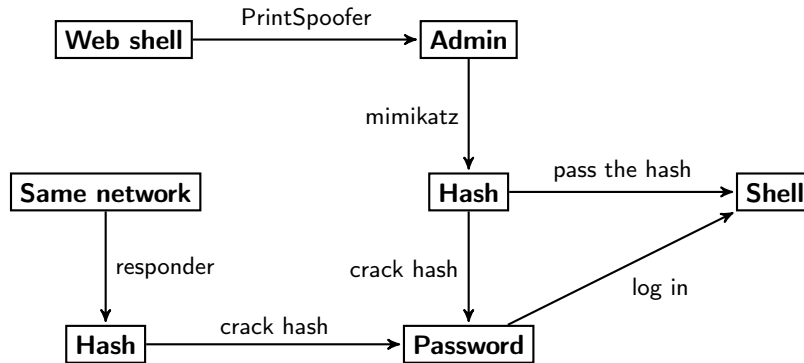 PrintSpoofer
Web shell
Admin
mimikatz
pass the hash
Same network
Hash
Shell
responder
crack hash
log in
crack hash
Hash
Password